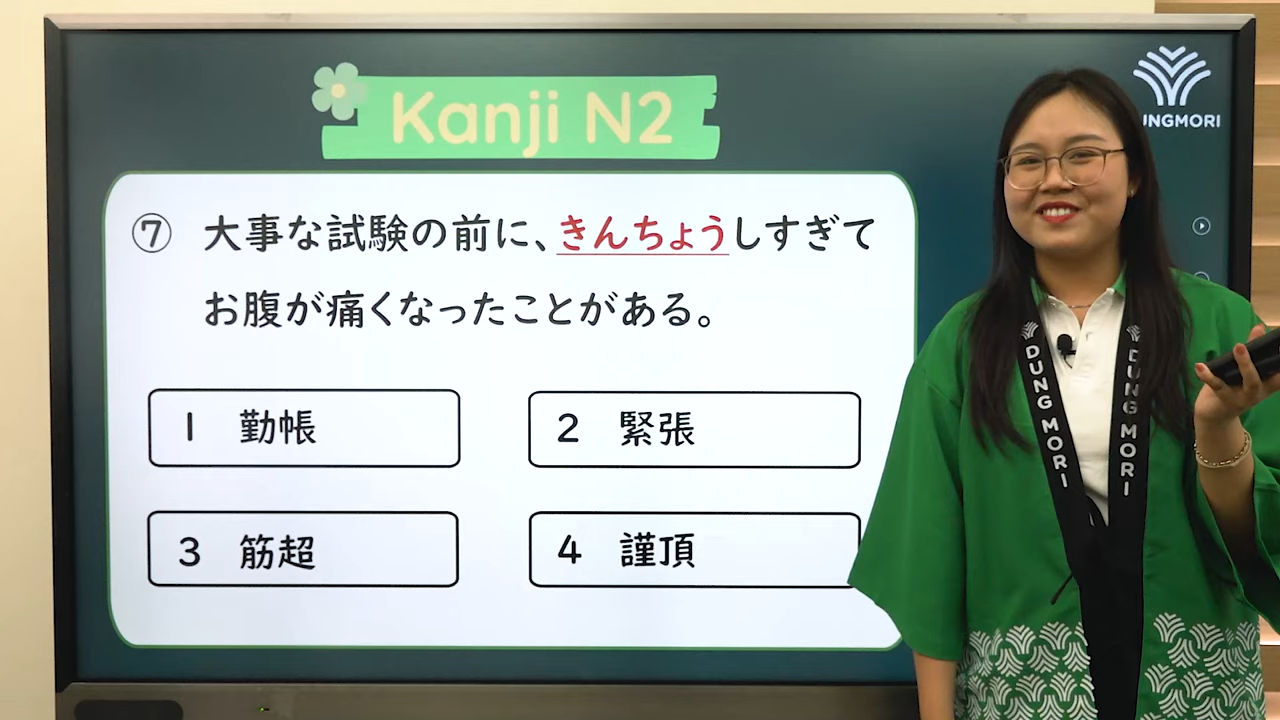 Kanji N2
UNGMORI
⑦ 大事な試験の前に、きんちょうしすぎて
お腹が痛くなったことがある。
1 勤帳
2 緊張
3 筋超
4 謹頂
DUNG MORI
DUNG MORI